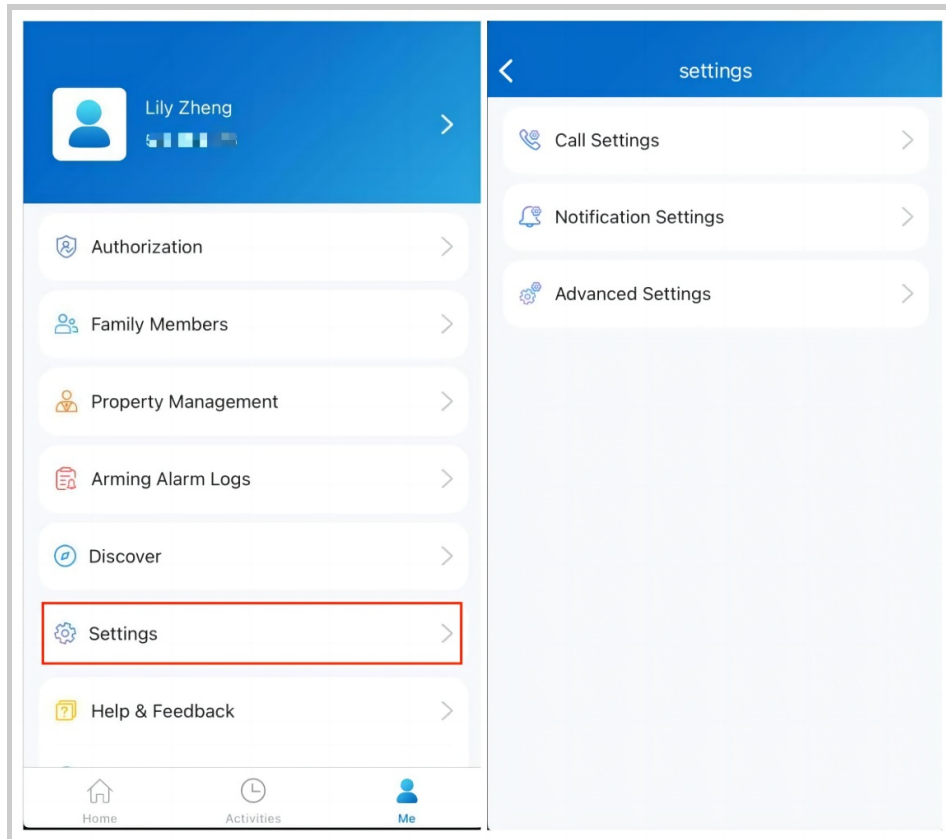 Lily Zheng
Authorization
Family Members
Property Management
Arming Alarm Logs
Discover
Settings
Help & Feedback
Home
Activities
Me
settings
Call Settings
Notification Settings
Advanced Settings